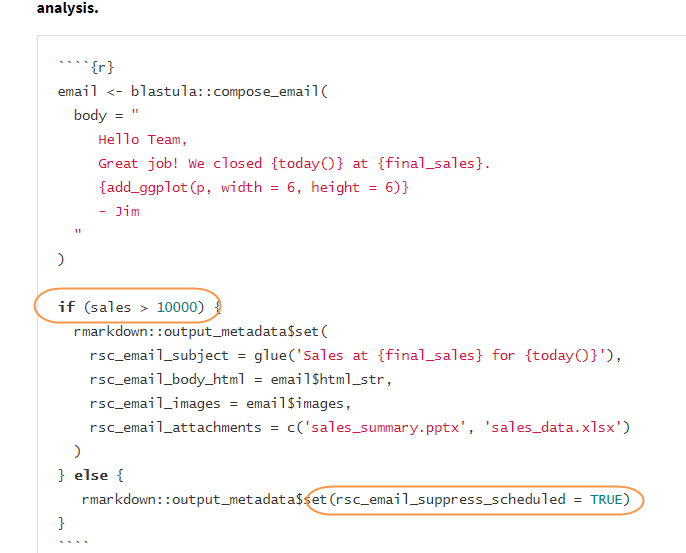 analysis.
````{r}
email <- blastula::compose_email(
  body = "
     Hello Team,
     Great job! We closed {today()} at {final_sales}.
     {add_ggplot(p, width = 6, height = 6)}
     - Jim
  "
)
if (sales > 10000) {
  rmarkdown::output_metadata$set(
    rsc_email_subject = glue('Sales at {final_sales} for {today()}'),
    rsc_email_body_html = email$html_str,
    rsc_email_images = email$images,
    rsc_email_attachments = c('sales_summary.pptx', 'sales_data.xlsx')
  )
} else {
   rmarkdown::output_metadata$set(rsc_email_suppress_scheduled = TRUE)
}
````